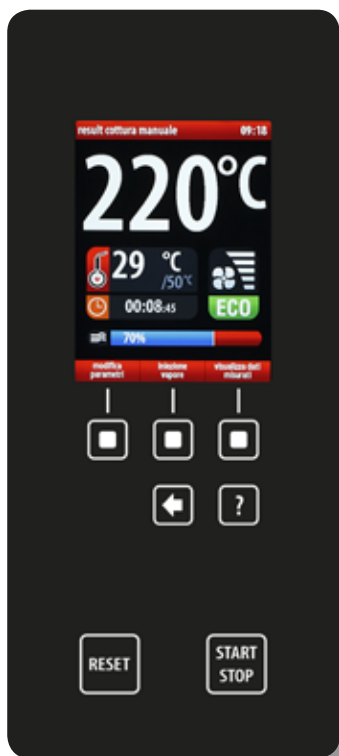 result cottura manuale 09:18
220°C
29 °C
/50°C
00:08:45
ECO
70%
modifica parametri
iniezione vapore
visualizza dati misurati
?
RESET
START
STOP